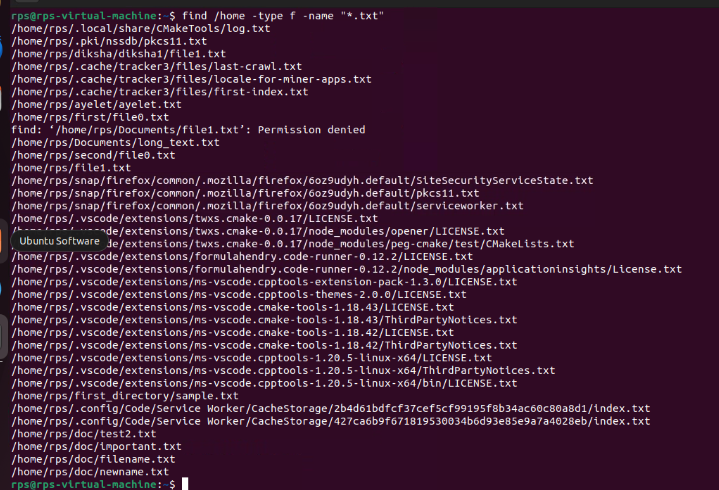 rps@rps-virtual-machine:~$ find /home -type f -name "*.txt"
/home/rps/.local/share/CMakeTools/log.txt
/home/rps/.pki/nssdb/pkcs11.txt
/home/rps/diksha/diksha1/file1.txt
/home/rps/.cache/tracker3/files/last-crawl.txt
/home/rps/.cache/tracker3/files/locale-for-miner-apps.txt
/home/rps/.cache/tracker3/files/first-index.txt
/home/rps/ayelet/ayelet.txt
/home/rps/first/file0.txt
find: ‘/home/rps/Documents/file1.txt’: Permission denied
/home/rps/Documents/long_text.txt
/home/rps/second/file0.txt
/home/rps/file1.txt
/home/rps/snap/firefox/common/.mozilla/firefox/6oz9udyh.default/SiteSecurityServiceState.txt
/home/rps/snap/firefox/common/.mozilla/firefox/6oz9udyh.default/pkcs11.txt
/home/rps/snap/firefox/common/.mozilla/firefox/6oz9udyh.default/serviceworker.txt
/home/rps/.vscode/extensions/twxs.cmake-0.0.17/LICENSE.txt
/home/rps/.vscode/extensions/twxs.cmake-0.0.17/node_modules/opener/LICENSE.txt
Ubuntu Software
code/extensions/twxs.cmake-0.0.17/node_modules/peg-cmake/test/CMakeLists.txt
/home/rps/.vscode/extensions/formulahendry.code-runner-0.12.2/LICENSE.txt
/home/rps/.vscode/extensions/formulahendry.code-runner-0.12.2/node_modules/applicationinsights/License.txt
/home/rps/.vscode/extensions/ms-vscode.cpptools-extension-pack-1.3.0/LICENSE.txt
/home/rps/.vscode/extensions/ms-vscode.cpptools-themes-2.0.0/LICENSE.txt
/home/rps/.vscode/extensions/ms-vscode.cmake-tools-1.18.43/LICENSE.txt
/home/rps/.vscode/extensions/ms-vscode.cmake-tools-1.18.43/ThirdPartyNotices.txt
/home/rps/.vscode/extensions/ms-vscode.cmake-tools-1.18.42/LICENSE.txt
/home/rps/.vscode/extensions/ms-vscode.cmake-tools-1.18.42/ThirdPartyNotices.txt
/home/rps/.vscode/extensions/ms-vscode.cpptools-1.20.5-linux-x64/LICENSE.txt
/home/rps/.vscode/extensions/ms-vscode.cpptools-1.20.5-linux-x64/ThirdPartyNotices.txt
/home/rps/.vscode/extensions/ms-vscode.cpptools-1.20.5-linux-x64/bin/LICENSE.txt
/home/rps/first_directory/sample.txt
/home/rps/.config/Code/Service Worker/CacheStorage/2b4d61bdfcf37cef5cf99195f8b34ac60c80a8d1/index.txt
/home/rps/.config/Code/Service Worker/CacheStorage/427ca6b9f671819530034b6d93e85e9a7a4028eb/index.txt
/home/rps/doc/test2.txt
/home/rps/doc/important.txt
/home/rps/doc/filename.txt
/home/rps/doc/newname.txt
rps@rps-virtual-machine:~$